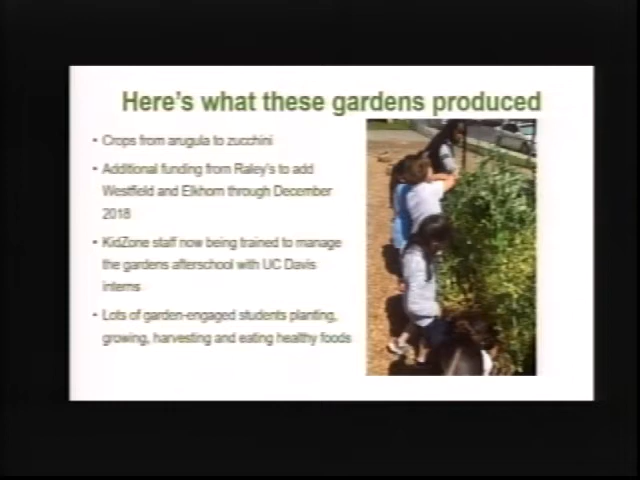 Here's what these gardens produced
• Crops from arugula to zucchini
• Additional funding from Raley's to add
Westfield and Elkhorn through December
2018
• KidZone staff now being trained to manage
the gardens afterschool with UC Davis
interns
• Lots of garden-engaged students planting,
growing, harvesting and eating healthy foods